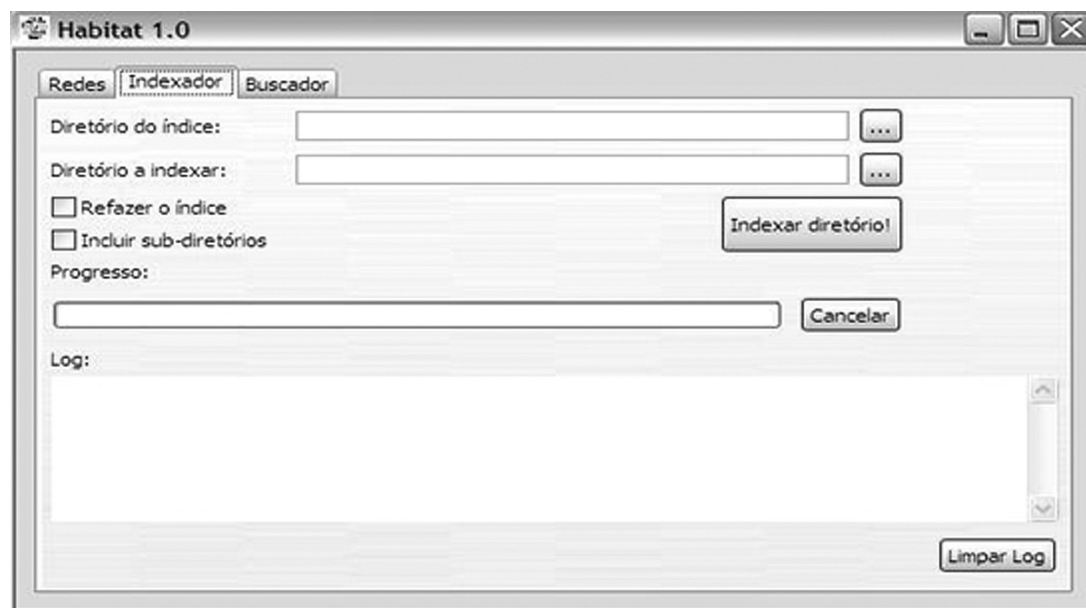 Habitat 1.0
Redes Indexador Buscador
Diretório do índice: ...
Diretório a indexar: ...
Refazer o índice
Indexar diretório!
Incluir sub-diretórios
Progresso:
Cancelar
Log:
Limpar Log